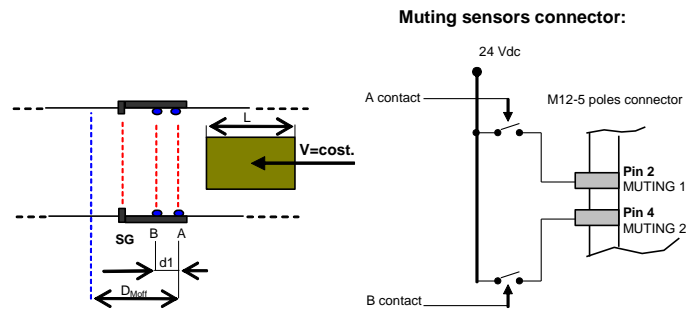 Muting sensors connector:
24 Vdc
A contact
M12-5 poles connector
L
V=cost.
Pin 2
MUTING 1
Pin 4
MUTING 2
SG
B
A
d1
DMoff
B contact